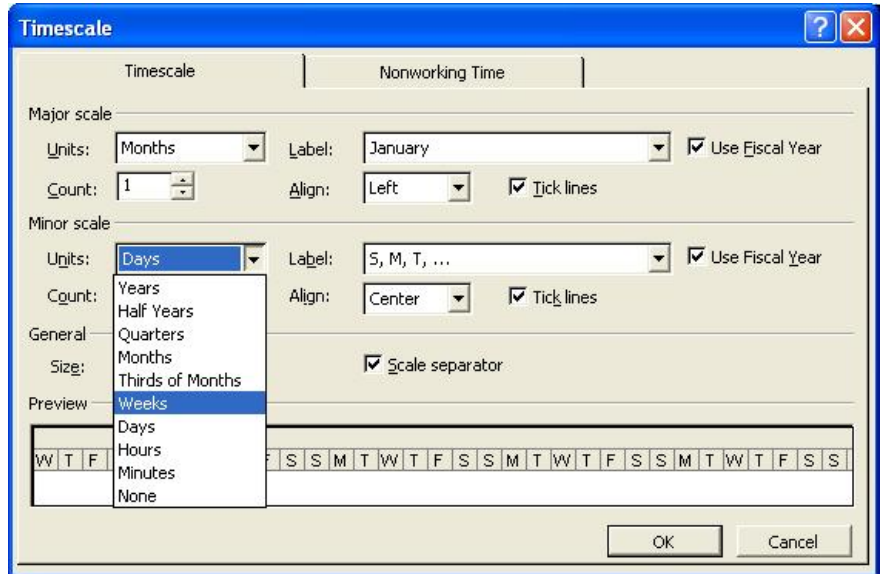 Timescale
Timescale Nonworking Time
Major scale
Units: Months Label: January Use Fiscal Year
Count: 1 Align: Left Tick lines
Minor scale
Units: Days Label: S, M, T, ... Use Fiscal Year
Count: Align: Center Tick lines
Years
Half Years
Quarters
Months
Thirds of Months
Weeks
Days
Hours
Minutes
None
General
Size: Scale separator
Preview
W T F S S M T W T F S S M T W T F S S M T W T F S S
OK Cancel